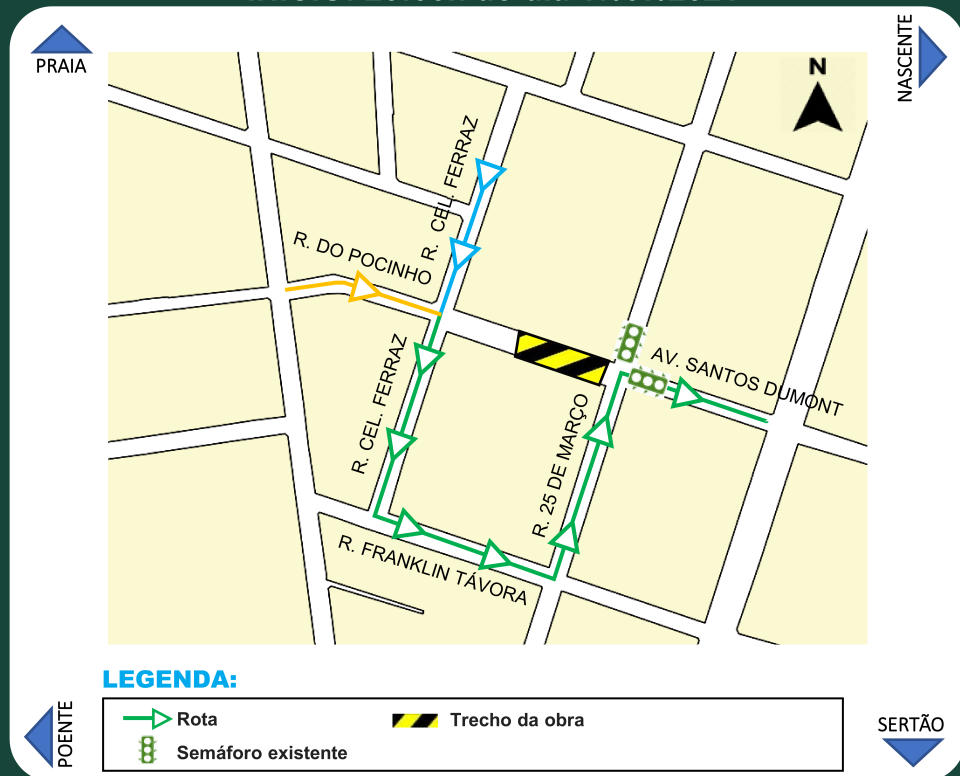 PRAIA
NASCENTE
N
R. CEL. FERRAZ
R. DO POCINHO
R. CEL. FERRAZ
AV. SANTOS DUMONT
R. 25 DE MARÇO
R. FRANKLIN TÁVORA
LEGENDA:
Rota
Trecho da obra
Semáforo existente
POENTE
SERTÃO